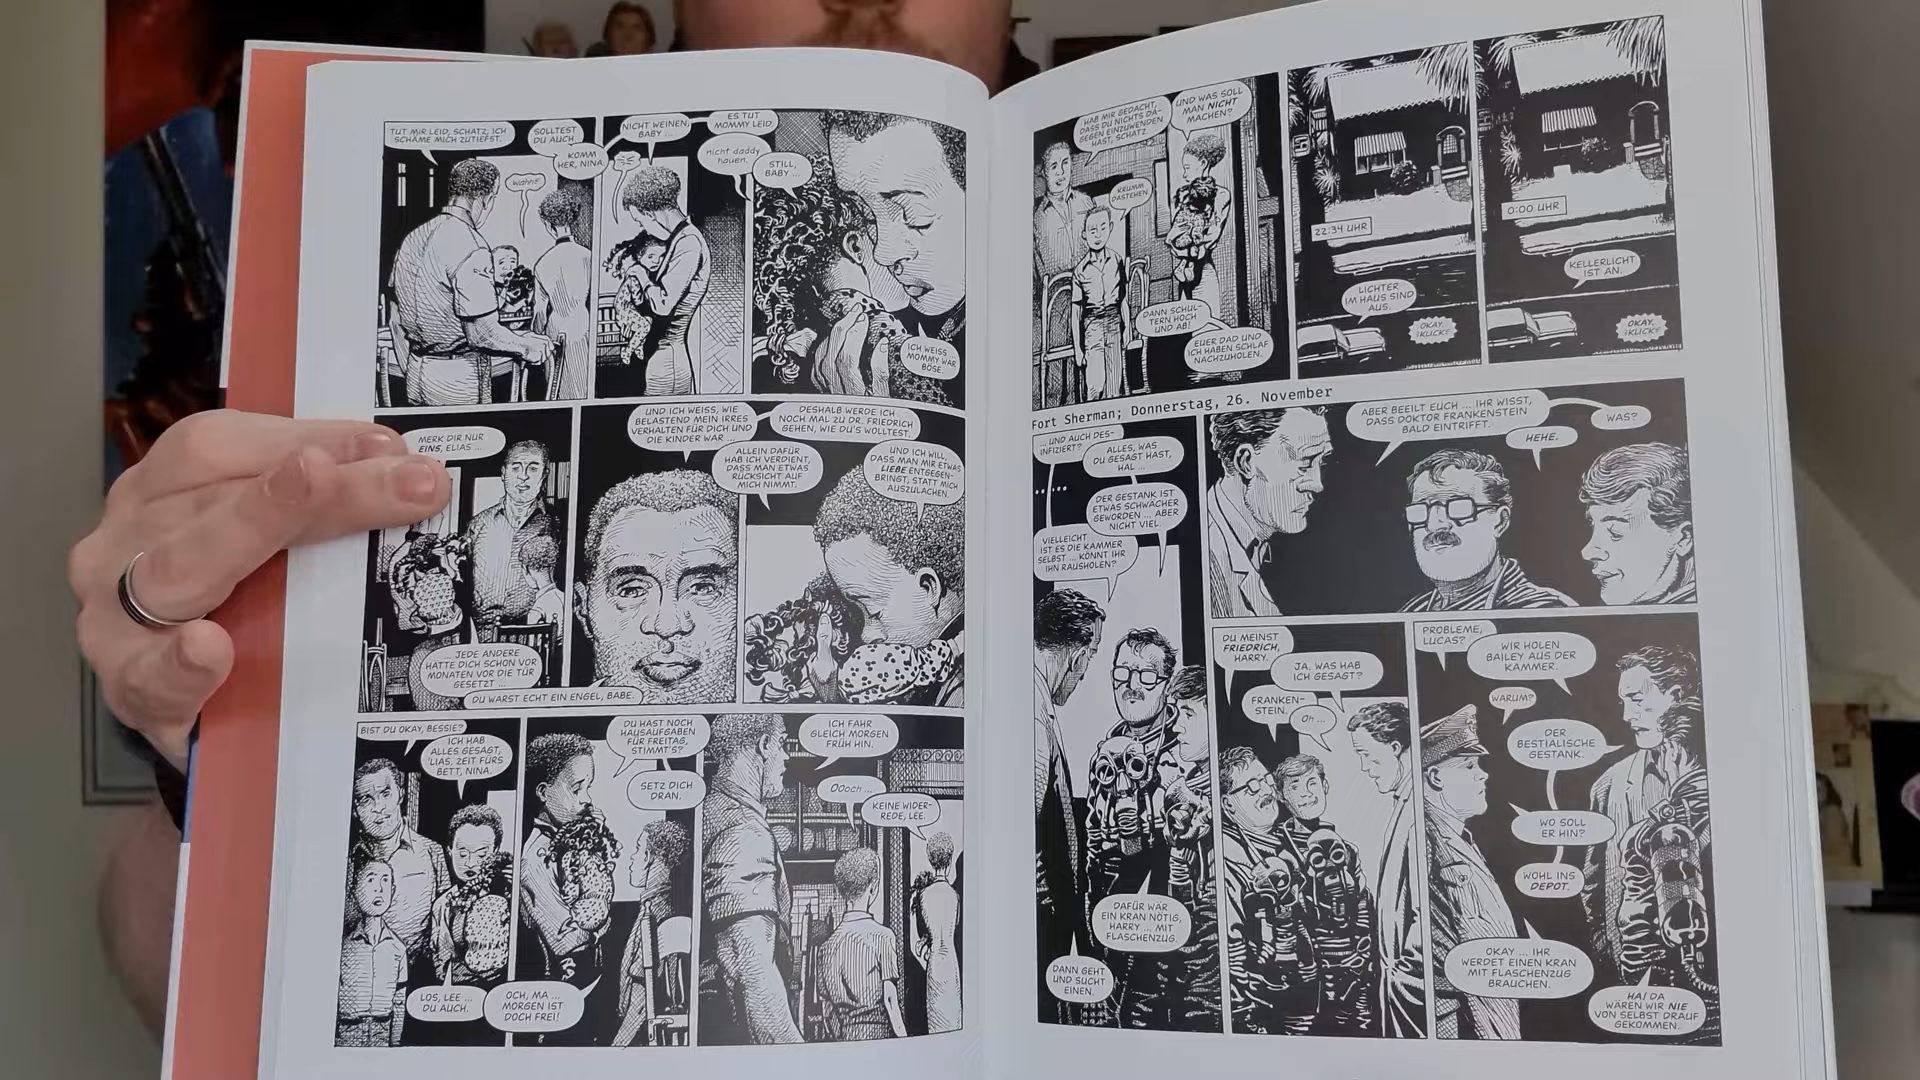 TUT MIR LEID, SCHATZ, ICH
SCHÄME MICH ZUTIEFST.
SOLLTEST
DU AUCH.
KOMM
HER, NINA.
NICHT WEINEN,
BABY ...
ES TUT
MOMMY LEID.
nicht daddy
hauen.
STILL,
BABY ...
ICH WEISS
MOMMY WAR
BÖSE.
MERK DIR NUR
EINS, ELIAS ...
... JEDE ANDERE
HÄTTE DICH SCHON VOR
MONATEN VOR DIE TÜR
GESETZT ...
DU WARST ECHT EIN ENGEL, BABE.
UND ICH WEISS, WIE
BELASTEND MEIN IRRES
VERHALTEN FÜR DICH UND
DIE KINDER WAR ...
DESHALB WERDE ICH
NOCH MAL ZU DR. FRIEDRICH
GEHEN, WIE DU'S WOLLTEST.
ALLEIN DAFÜR
HAB ICH VERDIENT,
DASS MAN ETWAS
RÜCKSICHT AUF
MICH NIMMT.
UND ICH WILL,
DASS MAN MIR ETWAS
LIEBE ENTGEGEN-
BRINGT, STATT MICH
AUSZULACHEN.
BIST DU OKAY, BESSIE?
ICH HAB
ALLES GESAGT,
'LIAS. ZEIT FÜRS
BETT, NINA.
LOS, LEE ...
DU AUCH.
OCH, MA ...
MORGEN IST
DOCH FREI!
DU HAST NOCH
HAUSAUFGABEN
FÜR FREITAG,
STIMMT'S?
SETZ DICH
DRAN.
ICH FAHR
GLEICH MORGEN
FRÜH HIN.
OOoch ...
KEINE WIDER-
REDE, LEE.
HAB MIR GEDACHT,
DASS DU NICHTS DA-
GEGEN EINZUWENDEN
HAST, SCHATZ.
UND WAS SOLL
MAN NICHT
MACHEN?
KRUMM
DASTEHEN.
DANN SCHUL-
TERN HOCH
UND AB!
EUER DAD UND
ICH HABEN SCHLAF
NACHZUHOLEN.
22:34 UHR
LICHTER
IM HAUS SIND
AUS.
OKAY.
KLICK
0:00 UHR
KELLERLICHT
IST AN.
OKAY.
KLICK
Fort Sherman; Donnerstag, 26. November
... UND AUCH DES-
INFIZIERT?
ALLES, WAS
DU GESAGT HAST,
HAL ...
DER GESTANK IST
ETWAS SCHWÄCHER
GEWORDEN ... ABER
NICHT VIEL.
VIELLEICHT
IST ES DIE KAMMER
SELBST ... KÖNNT IHR
IHN RAUSHOLEN?
DAFÜR WÄR
EIN KRAN NÖTIG,
HARRY ... MIT
FLASCHENZUG.
DANN GEHT
UND SUCHT
EINEN.
ABER BEEILT EUCH ... IHR WISST,
DASS DOKTOR FRANKENSTEIN
BALD EINTRIFFT.
HEHE.
WAS?
DU MEINST
FRIEDRICH,
HARRY.
JA. WAS HAB
ICH GESAGT?
FRANKEN-
STEIN.
Oh ...
PROBLEME,
LUCAS?
WIR HOLEN
BAILEY AUS DER
KAMMER.
WARUM?
DER
BESTIALISCHE
GESTANK.
WO SOLL
ER HIN?
WOHL INS
DEPOT.
OKAY ... IHR
WERDET EINEN KRAN
MIT FLASCHENZUG
BRAUCHEN.
HA! DA
WÄREN WIR NIE
VON SELBST DRAUF
GEKOMMEN.